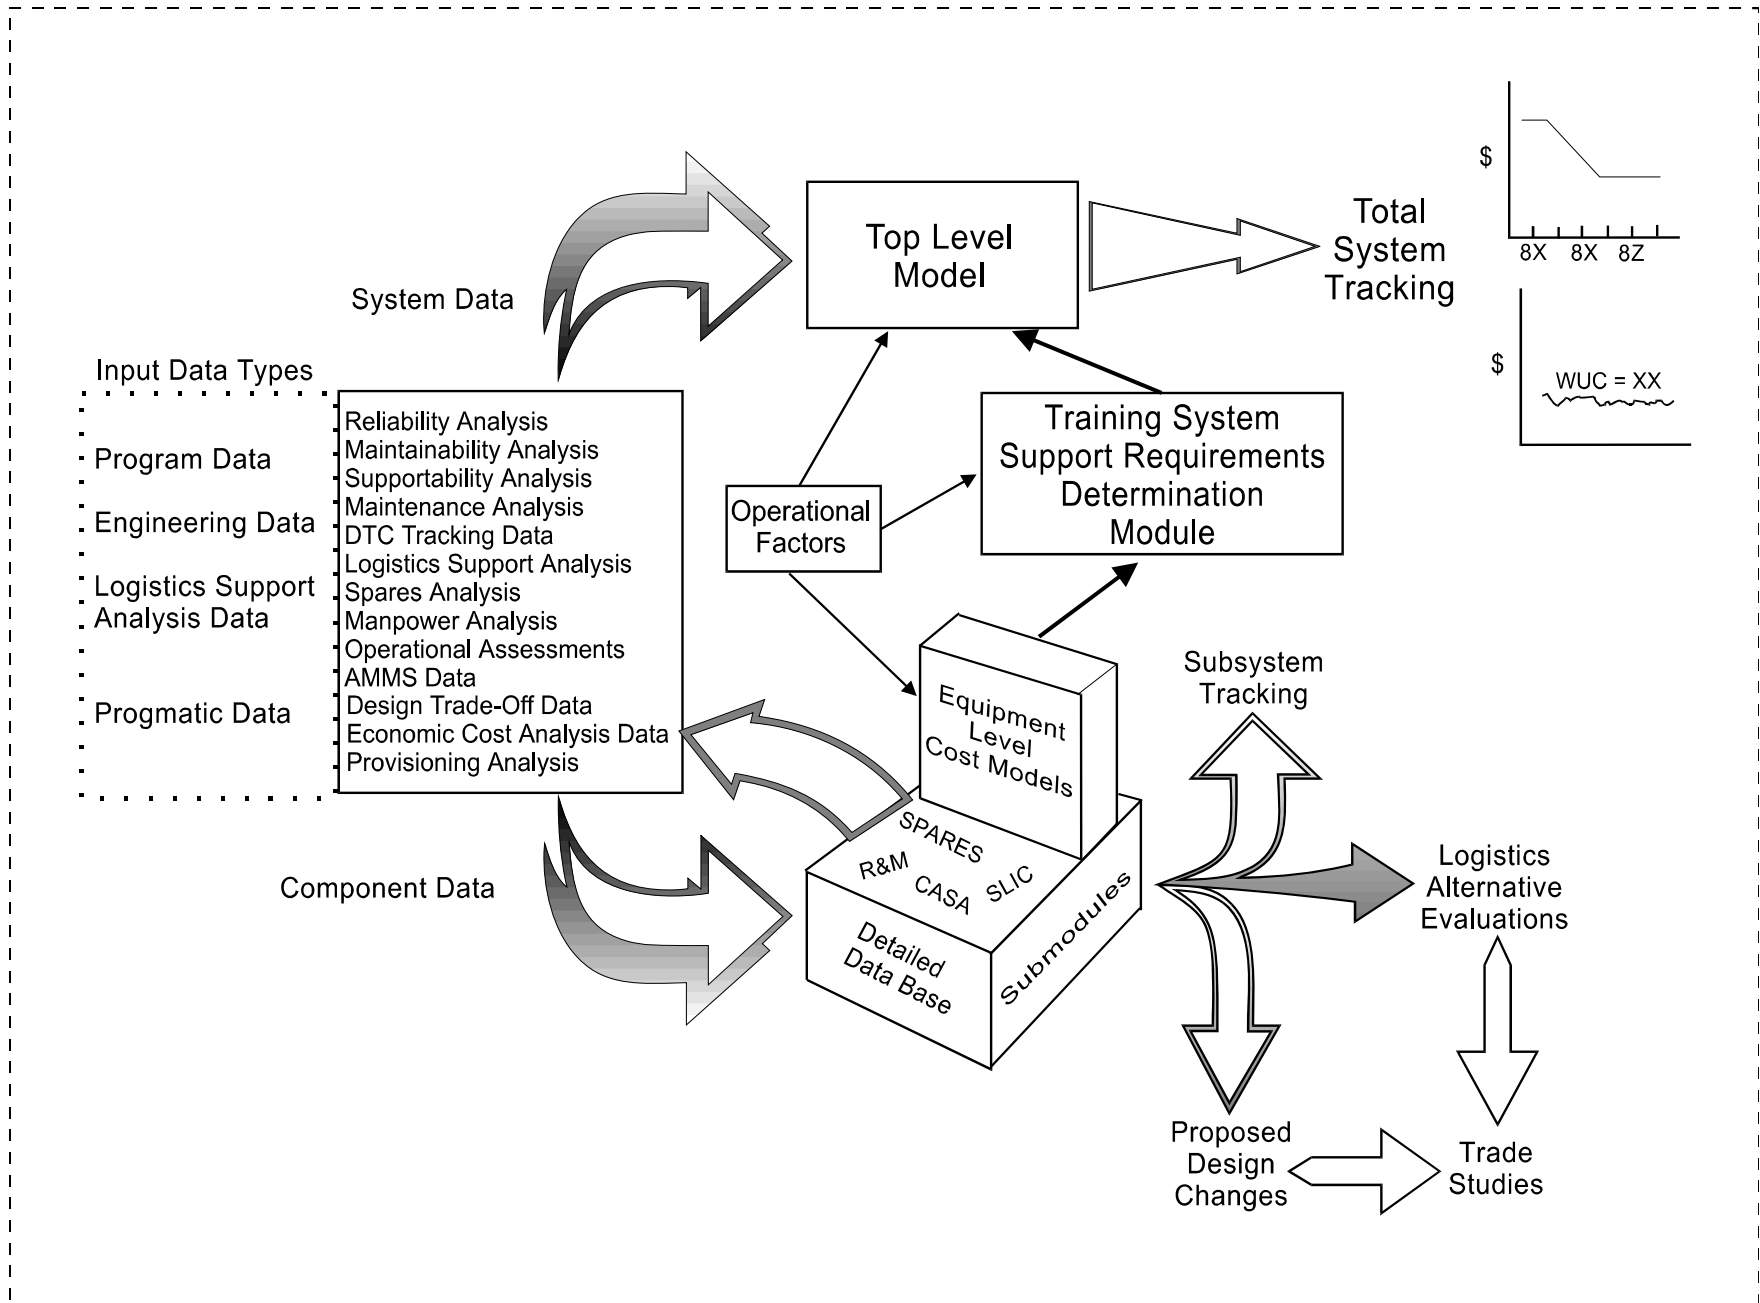 $
8X 8X 8Z
Total
System
Tracking
Top Level
Model
System Data
$
WUC = XX
Input Data Types
Program Data
Engineering Data
Logistics Support
Analysis Data
Progmatic Data
Reliability Analysis
Maintainability Analysis
Supportability Analysis
Maintenance Analysis
DTC Tracking Data
Logistics Support Analysis
Spares Analysis
Manpower Analysis
Operational Assessments
AMMS Data
Design Trade-Off Data
Economic Cost Analysis Data
Provisioning Analysis
Training System
Support Requirements
Determination
Module
Operational
Factors
Equipment
Level
Cost Models
SPARES
R&M
CASA
SLIC
Detailed
Data Base
Submodules
Component Data
Subsystem
Tracking
Logistics
Alternative
Evaluations
Proposed
Design
Changes
Trade
Studies